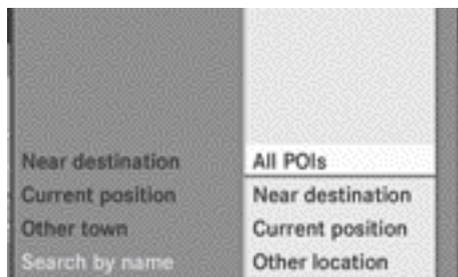 Near destination
Current position
Other town
Search by name
All POIs
Near destination
Current position
Other location